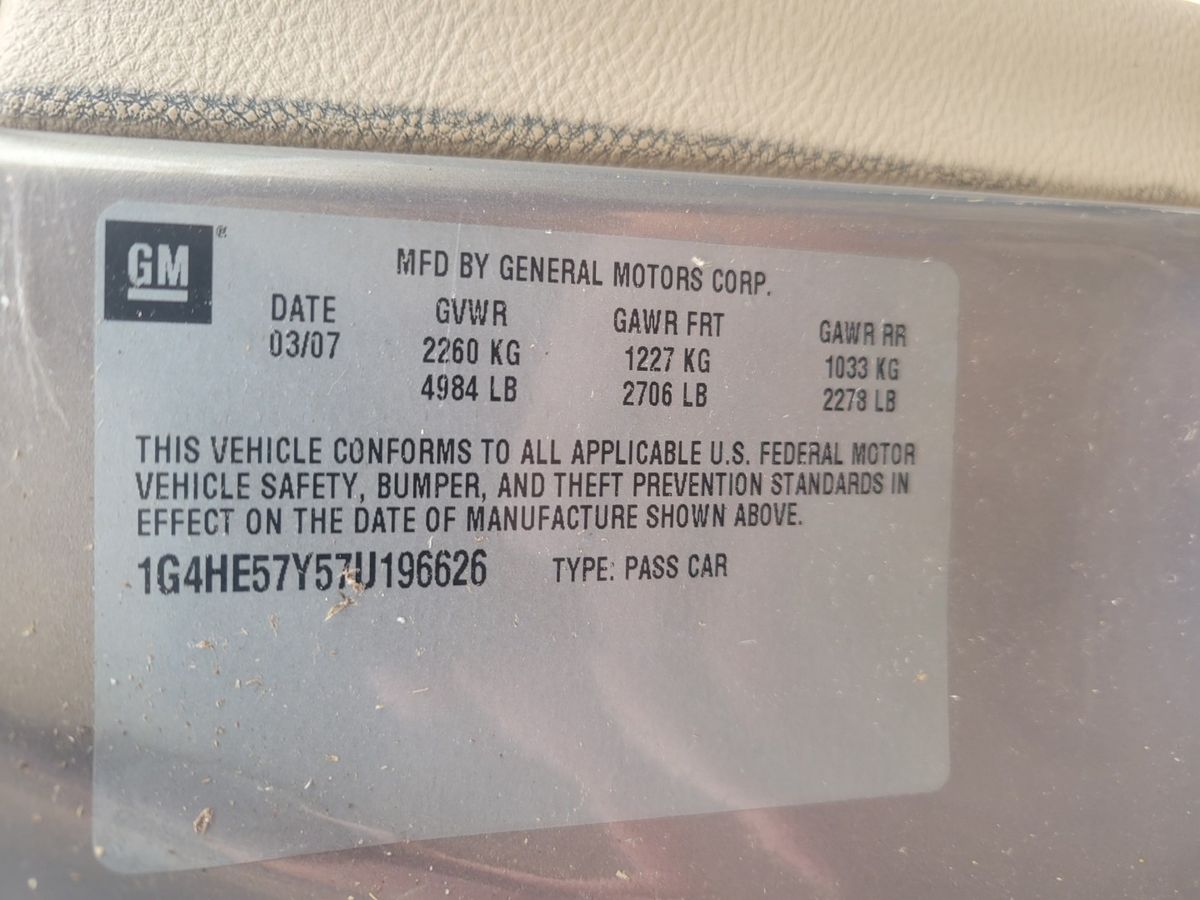 GM®
MFD BY GENERAL MOTORS CORP.
DATE GVWR GAWR FRT GAWR RR
03/07 2260 KG 1227 KG 1033 KG
4984 LB 2706 LB 2278 LB
THIS VEHICLE CONFORMS TO ALL APPLICABLE U.S. FEDERAL MOTOR
VEHICLE SAFETY, BUMPER, AND THEFT PREVENTION STANDARDS IN
EFFECT ON THE DATE OF MANUFACTURE SHOWN ABOVE.
1G4HE57Y57U196626 TYPE: PASS CAR